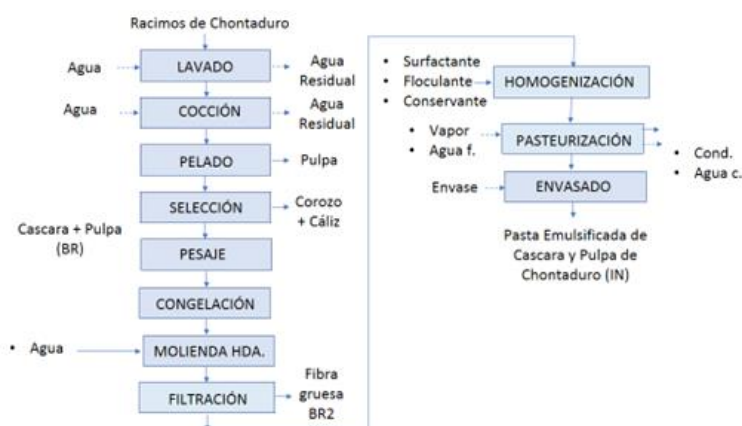 Racimos de Chontaduro
Agua
LAVADO
Agua
Residual
Agua
COCCIÓN
Agua
Residual
PELADO
Pulpa
SELECCIÓN
Corozo
+ Cáliz
Cascara + Pulpa
(BR)
PESAJE
CONGELACIÓN
• Agua
MOLIENDA HDA.
FILTRACIÓN
Fibra
gruesa
BR2
• Surfactante
• Floculante
• Conservante
HOMOGENIZACIÓN
• Vapor
• Agua f.
PASTEURIZACIÓN
• Cond.
• Agua c.
Envase
ENVASADO
Pasta Emulsificada de
Cascara y Pulpa de
Chontaduro (IN)